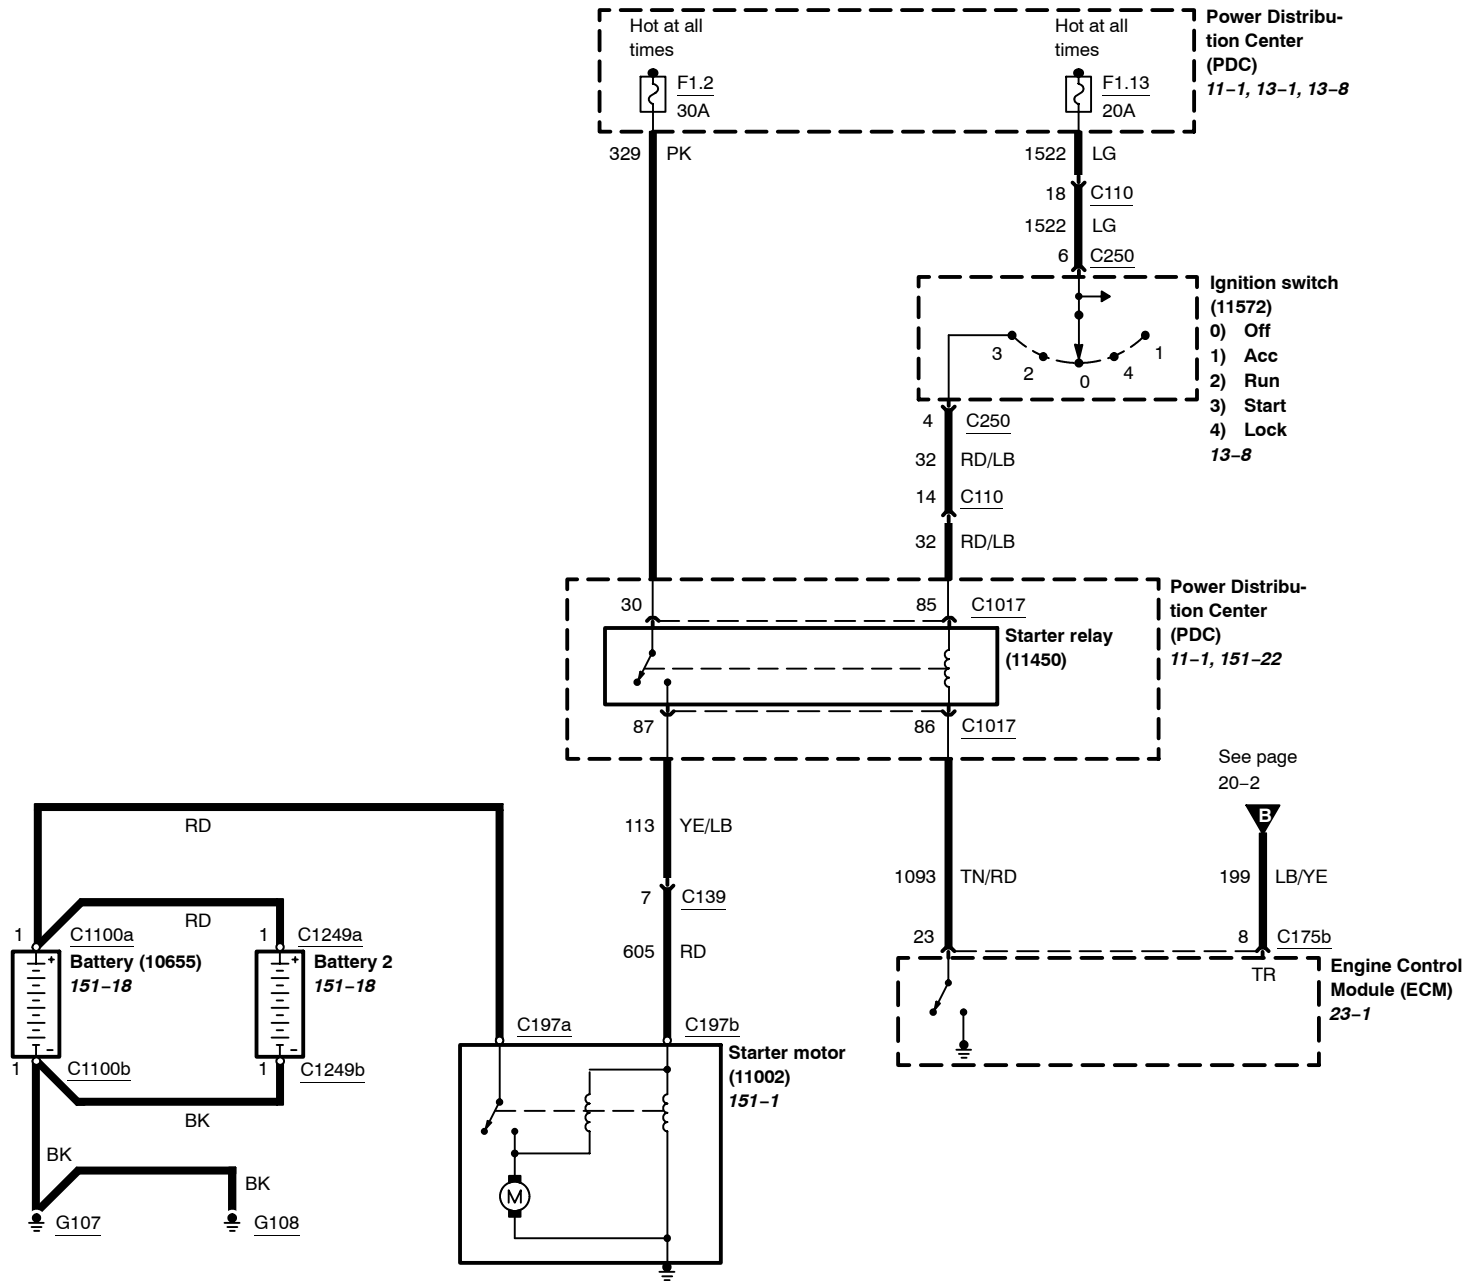 Hot at all
times
F1.2
30A
Hot at all
times
F1.13
20A
Power Distribu-
tion Center
(PDC)
11–1, 13–1, 13–8
329 PK
1522 LG
18 C110
1522 LG
6 C250
3
2
0
4
1
Ignition switch
(11572)
0) Off
1) Acc
2) Run
3) Start
4) Lock
13–8
4 C250
32 RD/LB
14 C110
32 RD/LB
30
85 C1017
Starter relay
(11450)
Power Distribu-
tion Center
(PDC)
11–1, 151–22
87
86 C1017
See page
20–2
B
RD
113 YE/LB
1093 TN/RD
199 LB/YE
7 C139
RD
605 RD
23
8 C175b
TR
Engine Control
Module (ECM)
23–1
1 C1100a
+
Battery (10655)
151–18
–
1 C1100b
1 C1249a
+
Battery 2
151–18
–
1 C1249b
BK
BK
BK
G107
G108
C197a
C197b
Starter motor
(11002)
151–1
M